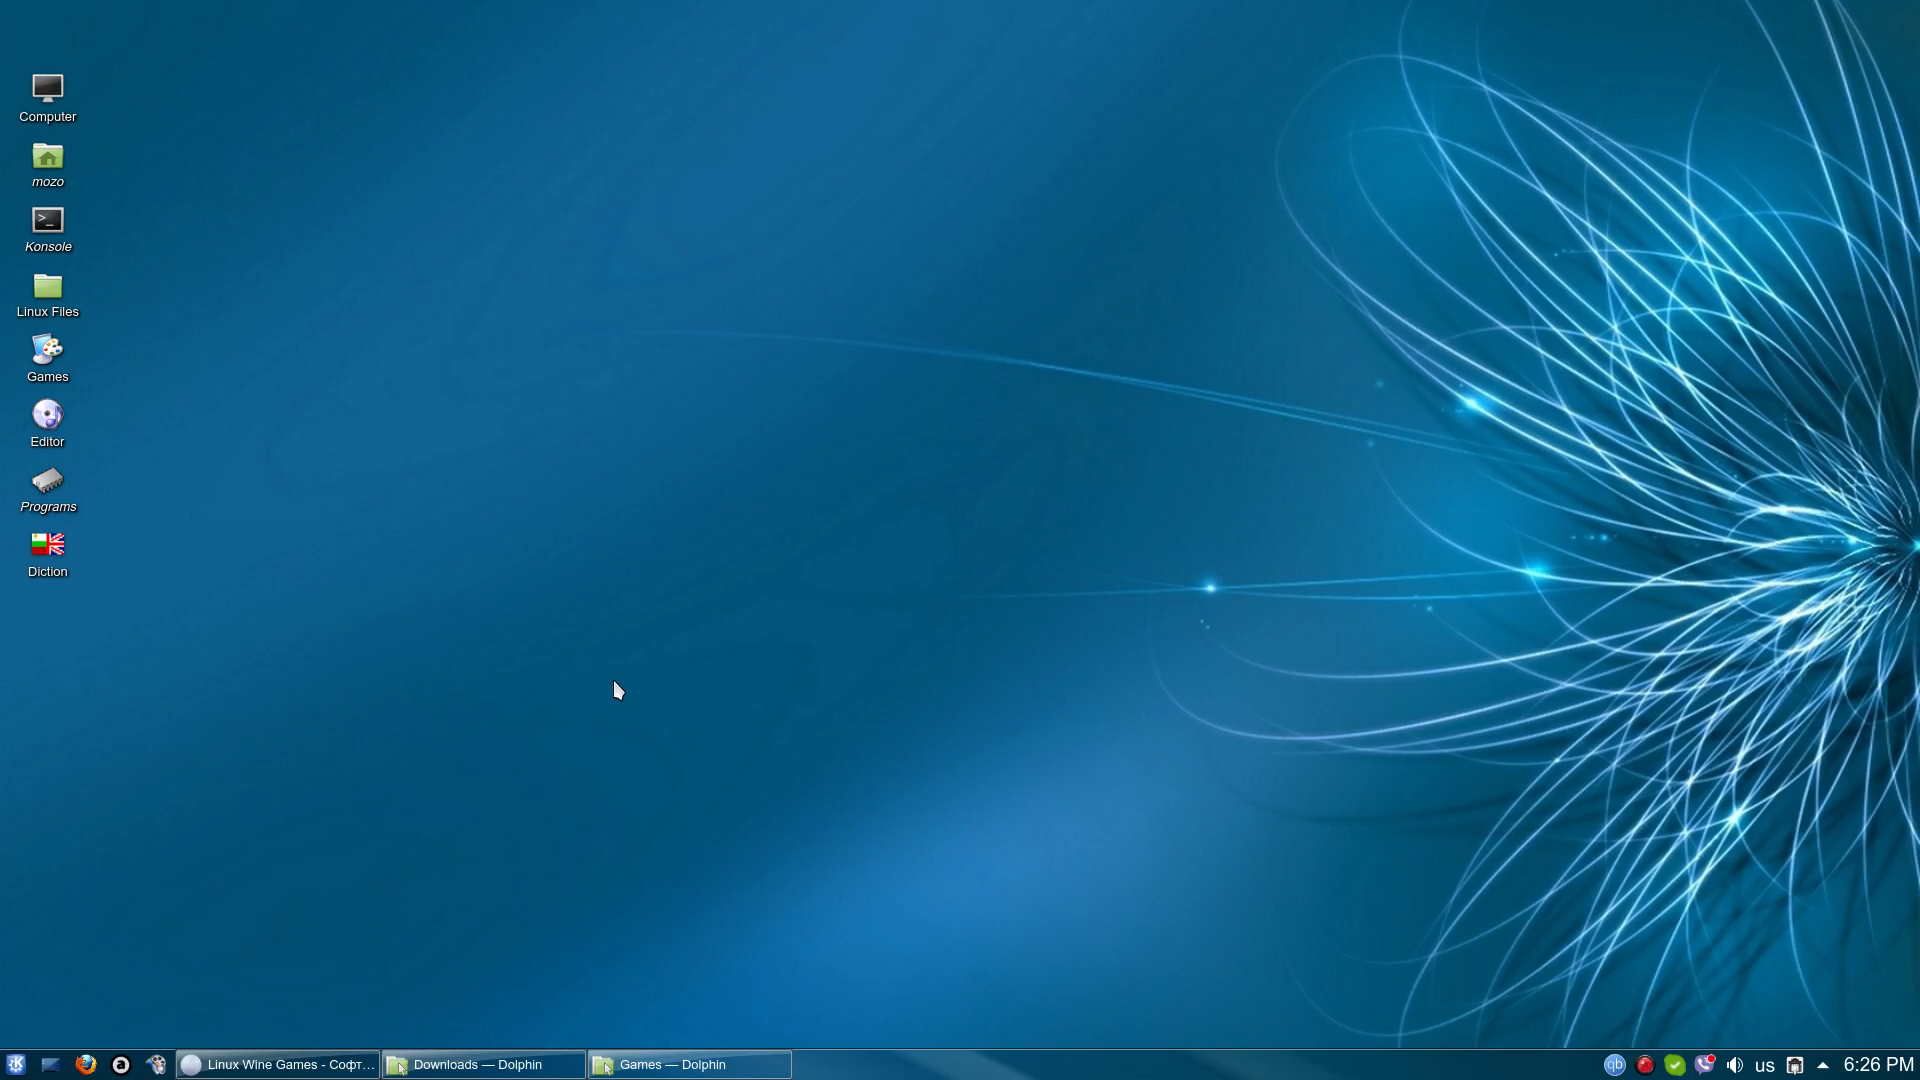 Computer
mozo
>_
Konsole
Linux Files
Games
Editor
Programs
Diction
K
a
Linux Wine Games - Софт...
Downloads — Dolphin
Games — Dolphin
qb
us
6:26 PM